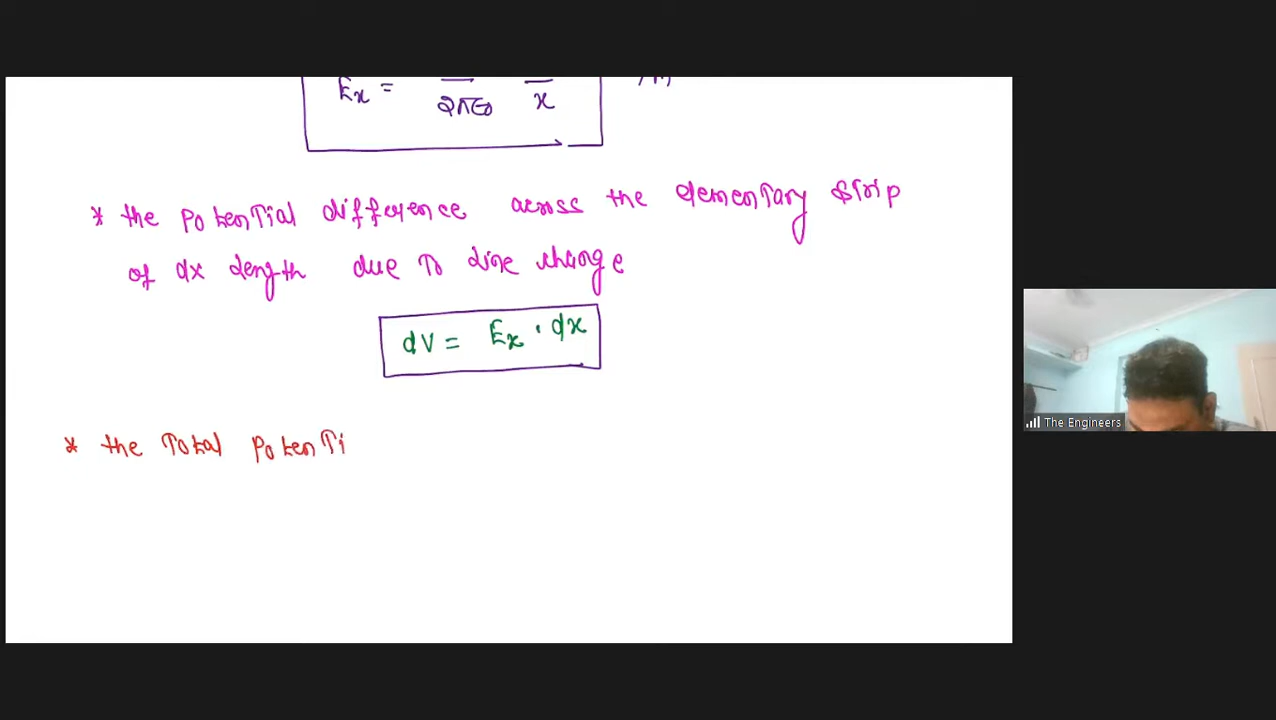 Ex = 2πϵ0 x /m
* the Potential difference across the elementary strip
of dx length due to line charge
dV = Ex · dx
* the Total PotenTi
The Engineers